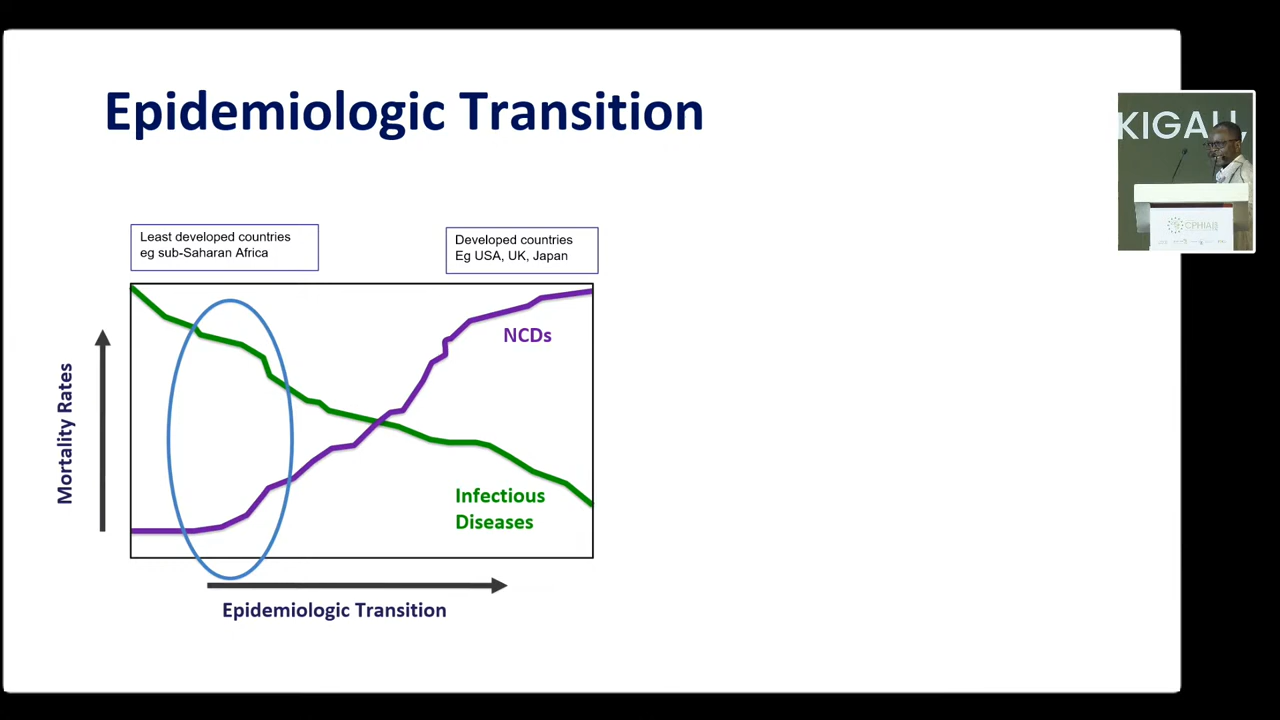 Epidemiologic Transition
KIGALI,
CPHIA
Least developed countries
eg sub-Saharan Africa
Developed countries
Eg USA, UK, Japan
NCDs
Mortality Rates
Infectious
Diseases
Epidemiologic Transition